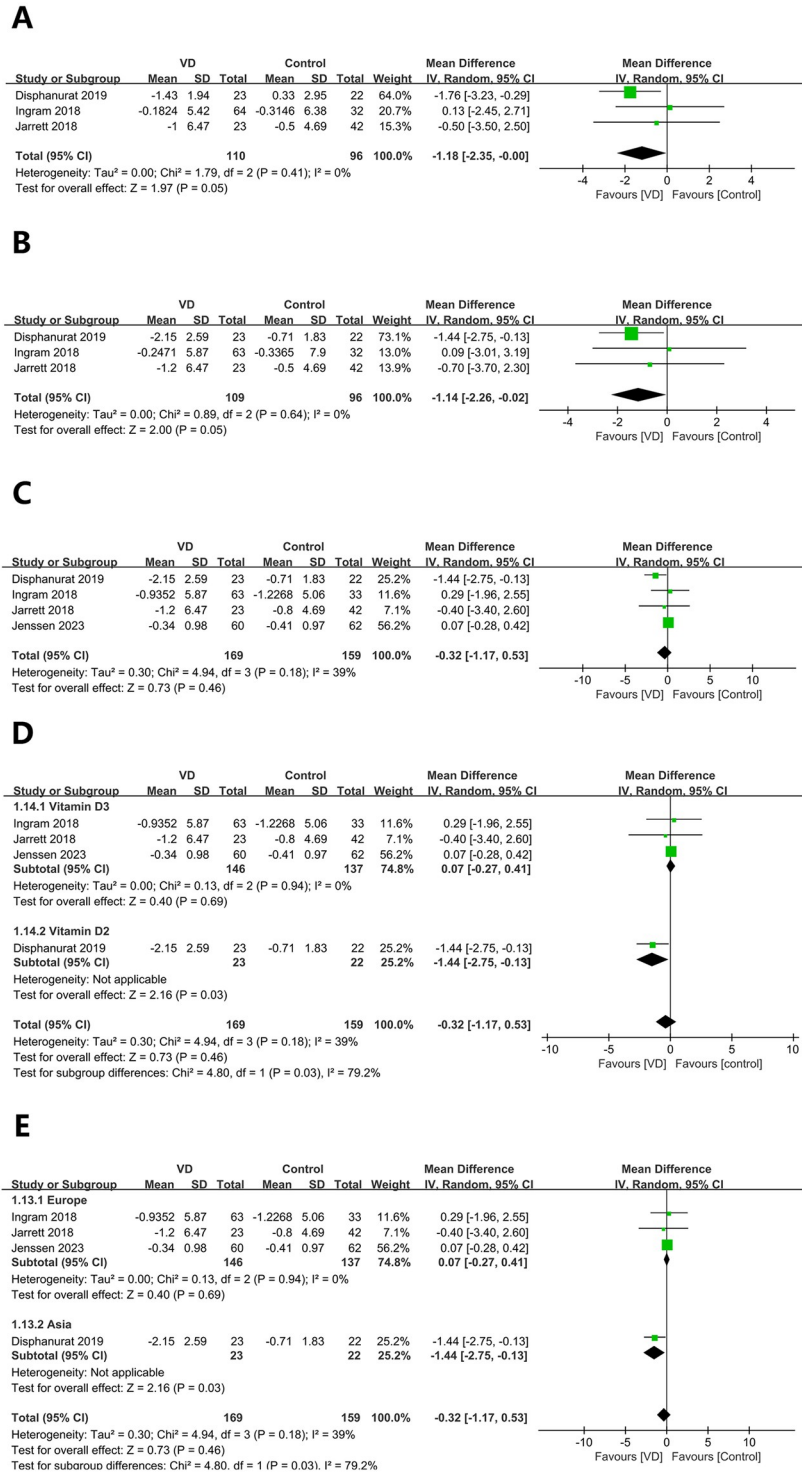 A
VD Control Mean Difference Mean Difference
Study or Subgroup Mean SD Total Mean SD Total Weight IV, Random, 95% CI IV, Random, 95% CI
Disphanurat 2019 -1.43 1.94 23 0.33 2.95 22 64.0% -1.76 [-3.23, -0.29]
Ingram 2018 -0.1824 5.42 64 -0.3146 6.38 32 20.7% 0.13 [-2.45, 2.71]
Jarrett 2018 -1 6.47 23 -0.5 4.69 42 15.3% -0.50 [-3.50, 2.50]
Total (95% CI) 110 96 100.0% -1.18 [-2.35, -0.00]
Heterogeneity: Tau² = 0.00; Chi² = 1.79, df = 2 (P = 0.41); I² = 0%
Test for overall effect: Z = 1.97 (P = 0.05)
-4 -2 0 2 4
Favours [VD] Favours [Control]
B
VD Control Mean Difference Mean Difference
Study or Subgroup Mean SD Total Mean SD Total Weight IV, Random, 95% CI IV, Random, 95% CI
Disphanurat 2019 -2.15 2.59 23 -0.71 1.83 22 73.1% -1.44 [-2.75, -0.13]
Ingram 2018 -0.2471 5.87 63 -0.3365 7.9 32 13.0% 0.09 [-3.01, 3.19]
Jarrett 2018 -1.2 6.47 23 -0.5 4.69 42 13.9% -0.70 [-3.70, 2.30]
Total (95% CI) 109 96 100.0% -1.14 [-2.26, -0.02]
Heterogeneity: Tau² = 0.00; Chi² = 0.89, df = 2 (P = 0.64); I² = 0%
Test for overall effect: Z = 2.00 (P = 0.05)
-4 -2 0 2 4
Favours [VD] Favours [Control]
C
VD Control Mean Difference Mean Difference
Study or Subgroup Mean SD Total Mean SD Total Weight IV, Random, 95% CI IV, Random, 95% CI
Disphanurat 2019 -2.15 2.59 23 -0.71 1.83 22 25.2% -1.44 [-2.75, -0.13]
Ingram 2018 -0.9352 5.87 63 -1.2268 5.06 33 11.6% 0.29 [-1.96, 2.55]
Jarrett 2018 -1.2 6.47 23 -0.8 4.69 42 7.1% -0.40 [-3.40, 2.60]
Jenssen 2023 -0.34 0.98 60 -0.41 0.97 62 56.2% 0.07 [-0.28, 0.42]
Total (95% CI) 169 159 100.0% -0.32 [-1.17, 0.53]
Heterogeneity: Tau² = 0.30; Chi² = 4.94, df = 3 (P = 0.18); I² = 39%
Test for overall effect: Z = 0.73 (P = 0.46)
-10 -5 0 5 10
Favours [VD] Favours [Control]
D
VD Control Mean Difference Mean Difference
Study or Subgroup Mean SD Total Mean SD Total Weight IV, Random, 95% CI IV, Random, 95% CI
1.14.1 Vitamin D3
Ingram 2018 -0.9352 5.87 63 -1.2268 5.06 33 11.6% 0.29 [-1.96, 2.55]
Jarrett 2018 -1.2 6.47 23 -0.8 4.69 42 7.1% -0.40 [-3.40, 2.60]
Jenssen 2023 -0.34 0.98 60 -0.41 0.97 62 56.2% 0.07 [-0.28, 0.42]
Subtotal (95% CI) 146 137 74.8% 0.07 [-0.27, 0.41]
Heterogeneity: Tau² = 0.00; Chi² = 0.13, df = 2 (P = 0.94); I² = 0%
Test for overall effect: Z = 0.40 (P = 0.69)
1.14.2 Vitamin D2
Disphanurat 2019 -2.15 2.59 23 -0.71 1.83 22 25.2% -1.44 [-2.75, -0.13]
Subtotal (95% CI) 23 22 25.2% -1.44 [-2.75, -0.13]
Heterogeneity: Not applicable
Test for overall effect: Z = 2.16 (P = 0.03)
Total (95% CI) 169 159 100.0% -0.32 [-1.17, 0.53]
Heterogeneity: Tau² = 0.30; Chi² = 4.94, df = 3 (P = 0.18); I² = 39%
Test for overall effect: Z = 0.73 (P = 0.46)
Test for subgroup differences: Chi² = 4.80, df = 1 (P = 0.03), I² = 79.2%
-10 -5 0 5 10
Favours [VD] Favours [control]
E
VD Control Mean Difference Mean Difference
Study or Subgroup Mean SD Total Mean SD Total Weight IV, Random, 95% CI IV, Random, 95% CI
1.13.1 Europe
Ingram 2018 -0.9352 5.87 63 -1.2268 5.06 33 11.6% 0.29 [-1.96, 2.55]
Jarrett 2018 -1.2 6.47 23 -0.8 4.69 42 7.1% -0.40 [-3.40, 2.60]
Jenssen 2023 -0.34 0.98 60 -0.41 0.97 62 56.2% 0.07 [-0.28, 0.42]
Subtotal (95% CI) 146 137 74.8% 0.07 [-0.27, 0.41]
Heterogeneity: Tau² = 0.00; Chi² = 0.13, df = 2 (P = 0.94); I² = 0%
Test for overall effect: Z = 0.40 (P = 0.69)
1.13.2 Asia
Disphanurat 2019 -2.15 2.59 23 -0.71 1.83 22 25.2% -1.44 [-2.75, -0.13]
Subtotal (95% CI) 23 22 25.2% -1.44 [-2.75, -0.13]
Heterogeneity: Not applicable
Test for overall effect: Z = 2.16 (P = 0.03)
Total (95% CI) 169 159 100.0% -0.32 [-1.17, 0.53]
Heterogeneity: Tau² = 0.30; Chi² = 4.94, df = 3 (P = 0.18); I² = 39%
Test for overall effect: Z = 0.73 (P = 0.46)
Test for subgroup differences: Chi² = 4.80, df = 1 (P = 0.03), I² = 79.2%
-10 -5 0 5 10
Favours [VD] Favours [Control]